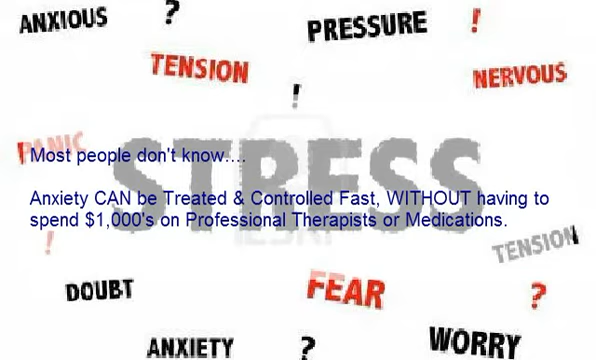 ANXIOUS ?
PRESSURE !
TENSION
NERVOUS
!
PANIC
STRESS
Most people don't know....
Anxiety CAN be Treated & Controlled Fast, WITHOUT having to
spend $1,000's on Professional Therapists or Medications.
!
TENSION
DOUBT
FEAR
?
ANXIETY ?
WORRY